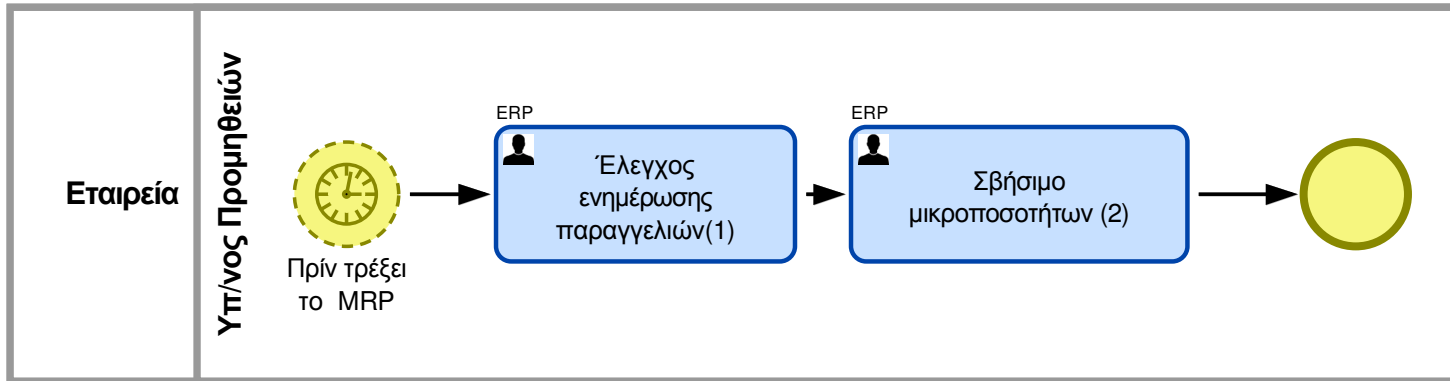 Εταιρεία
Υπ/νος Προμηθειών
Πρίν τρέξει
το MRP
ERP
Έλεγχος
ενημέρωσης
παραγγελιών(1)
ERP
Σβήσιμο
μικροποσοτήτων (2)